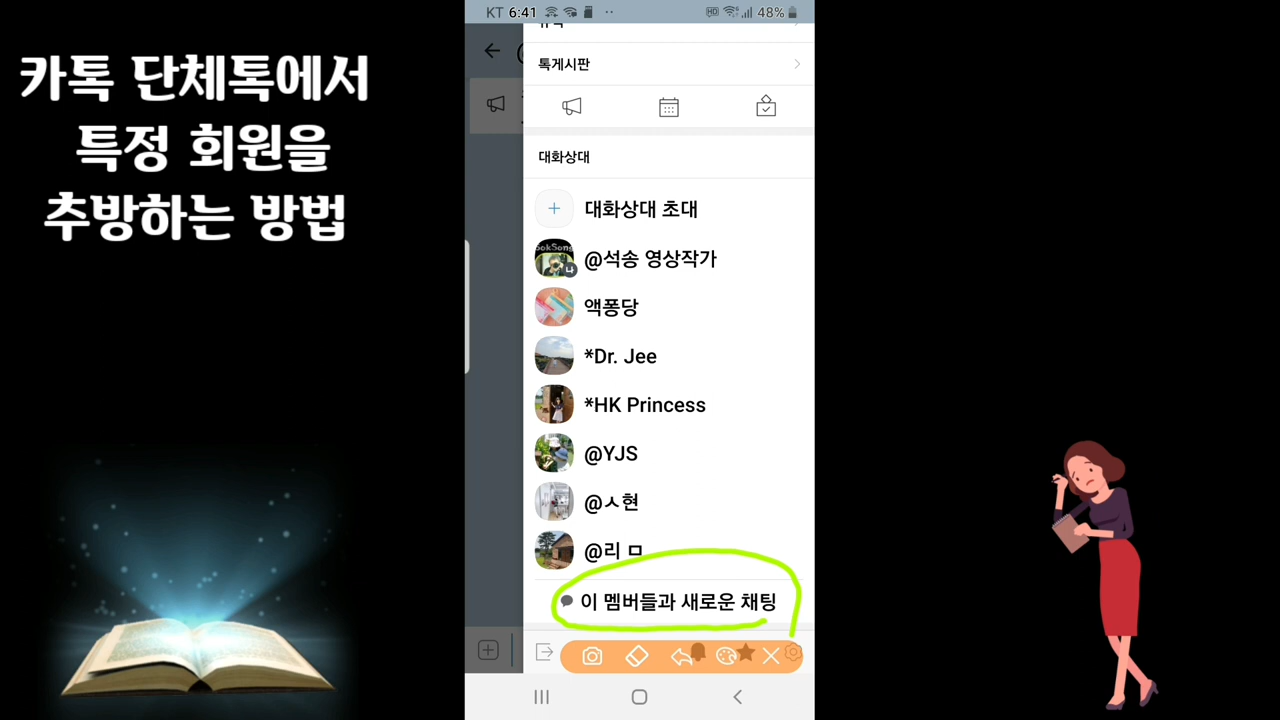 카톡 단체톡에서
특정 회원을
추방하는 방법
KT 6:41
48%
톡게시판
대화상대
대화상대 초대
나
@석송 영상작가
액퐁당
*Dr. Jee
*HK Princess
@YJS
@ㅅ현
@리 ㅁ
이 멤버들과 새로운 채팅